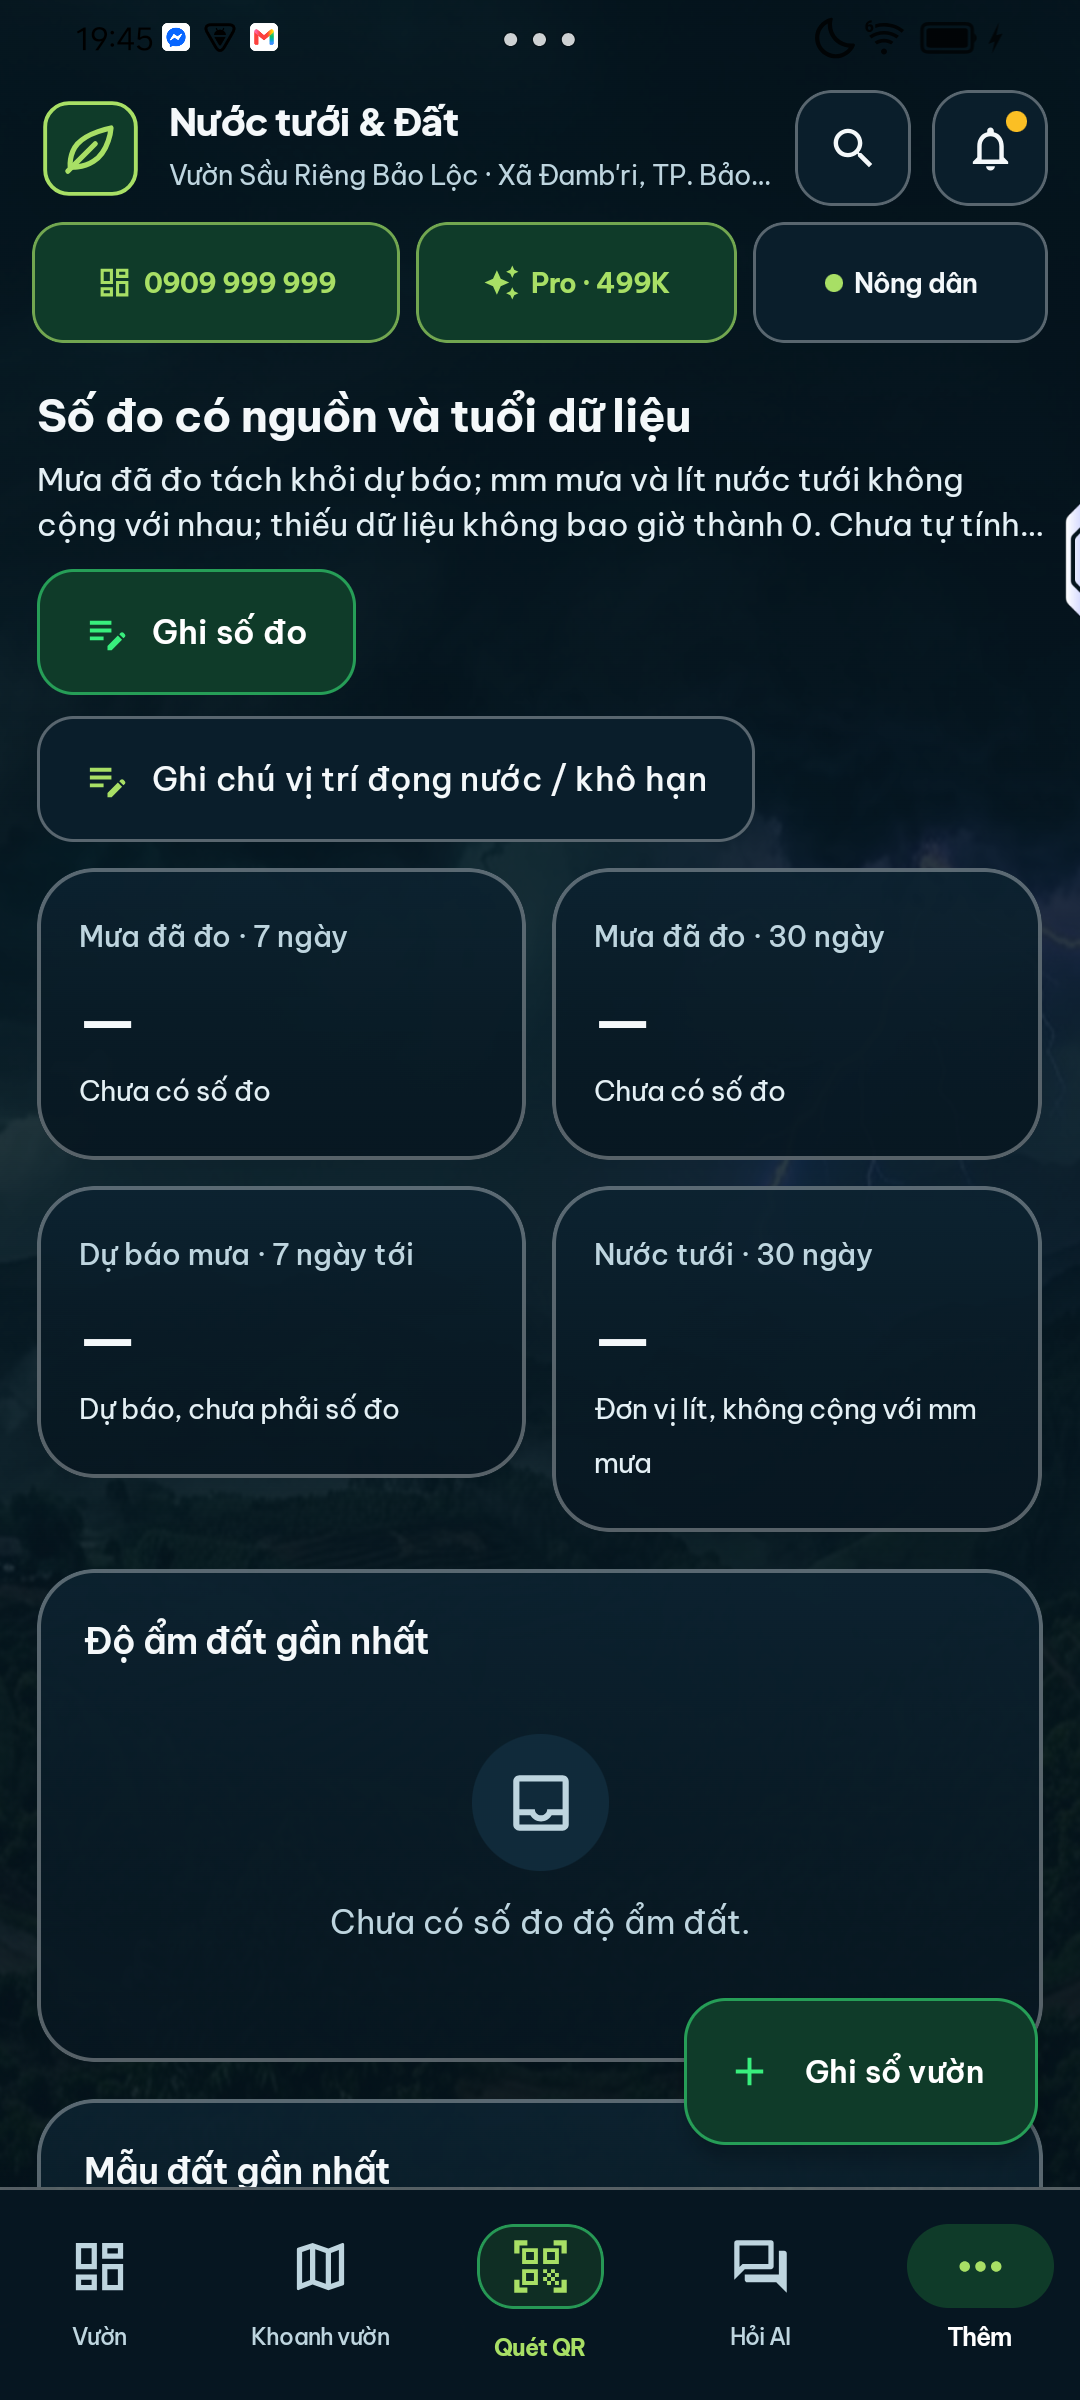 19:45
Nước tưới & Đất
Vườn Sầu Riêng Bảo Lộc · Xã Đamb'ri, TP. Bảo...
0909 999 999
Pro · 499K
Nông dân
Số đo có nguồn và tuổi dữ liệu
Mưa đã đo tách khỏi dự báo; mm mưa và lít nước tưới không
cộng với nhau; thiếu dữ liệu không bao giờ thành 0. Chưa tự tính...
Ghi số đo
Ghi chú vị trí đọng nước / khô hạn
Mưa đã đo · 7 ngày
—
Chưa có số đo
Mưa đã đo · 30 ngày
—
Chưa có số đo
Dự báo mưa · 7 ngày tới
—
Dự báo, chưa phải số đo
Nước tưới · 30 ngày
—
Đơn vị lít, không cộng với mm
mưa
Độ ẩm đất gần nhất
Chưa có số đo độ ẩm đất.
Ghi sổ vườn
Mẫu đất gần nhất
Vườn
Khoanh vườn
Quét QR
Hỏi AI
Thêm